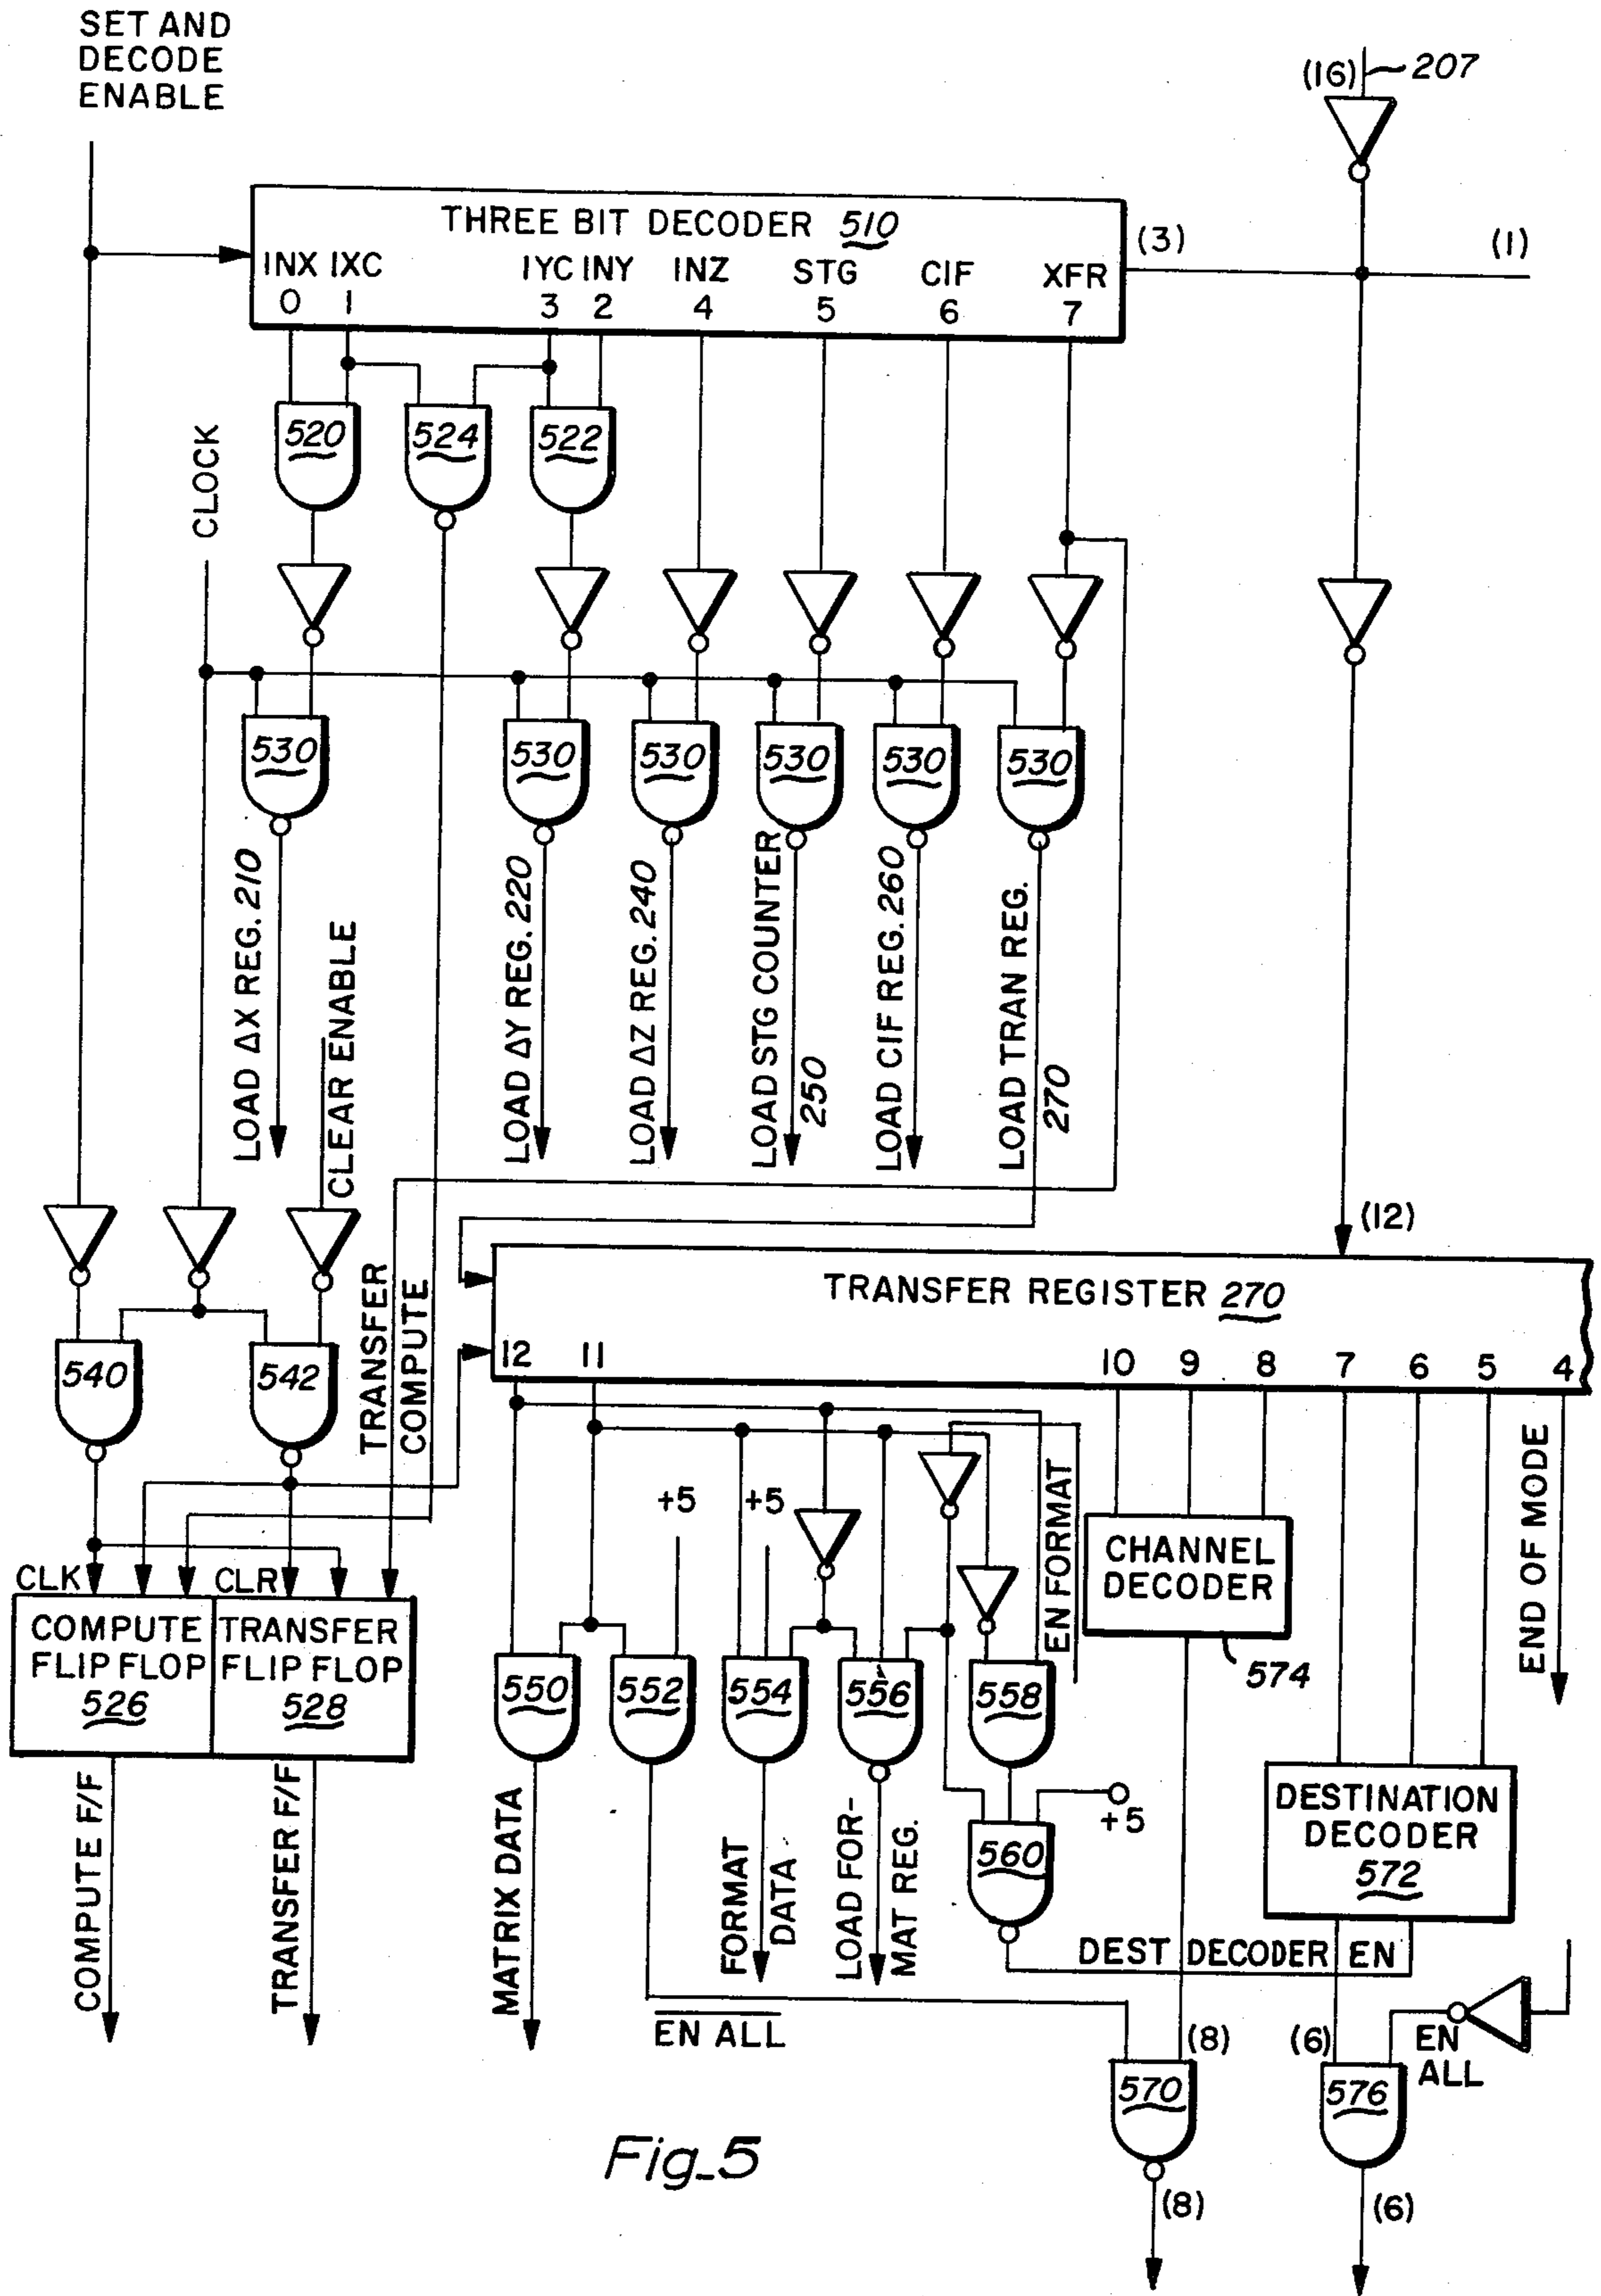 SET AND
DECODE
ENABLE
(16)
207
THREE BIT DECODER 510
(3)
(1)
INX IXC IYC INY INZ STG CIF XFR
0 1 3 2 4 5 6 7
520 524 522
CLOCK
530 530 530 530 530 530
LOAD ΔX REG. 210
CLEAR ENABLE
LOAD ΔY REG. 220
LOAD ΔZ REG. 240
LOAD STG COUNTER
250
LOAD CIF REG. 260
LOAD TRAN REG.
270
(12)
TRANSFER
COMPUTE
TRANSFER REGISTER 270
12 11 10 9 8 7 6 5 4
540 542
+5 +5
EN FORMAT
CHANNEL
DECODER
574
END OF MODE
CLK CLR
COMPUTE
FLIP FLOP
526
TRANSFER
FLIP FLOP
528
550 552 554 556 558
+5
560
DESTINATION
DECODER
572
COMPUTE F/F
TRANSFER F/F
MATRIX DATA
FORMAT
DATA
LOAD FOR-
MAT REG.
DEST DECODER EN
EN ALL
(8)
(6)
EN
ALL
570 576
Fig_5
(8)
(6)